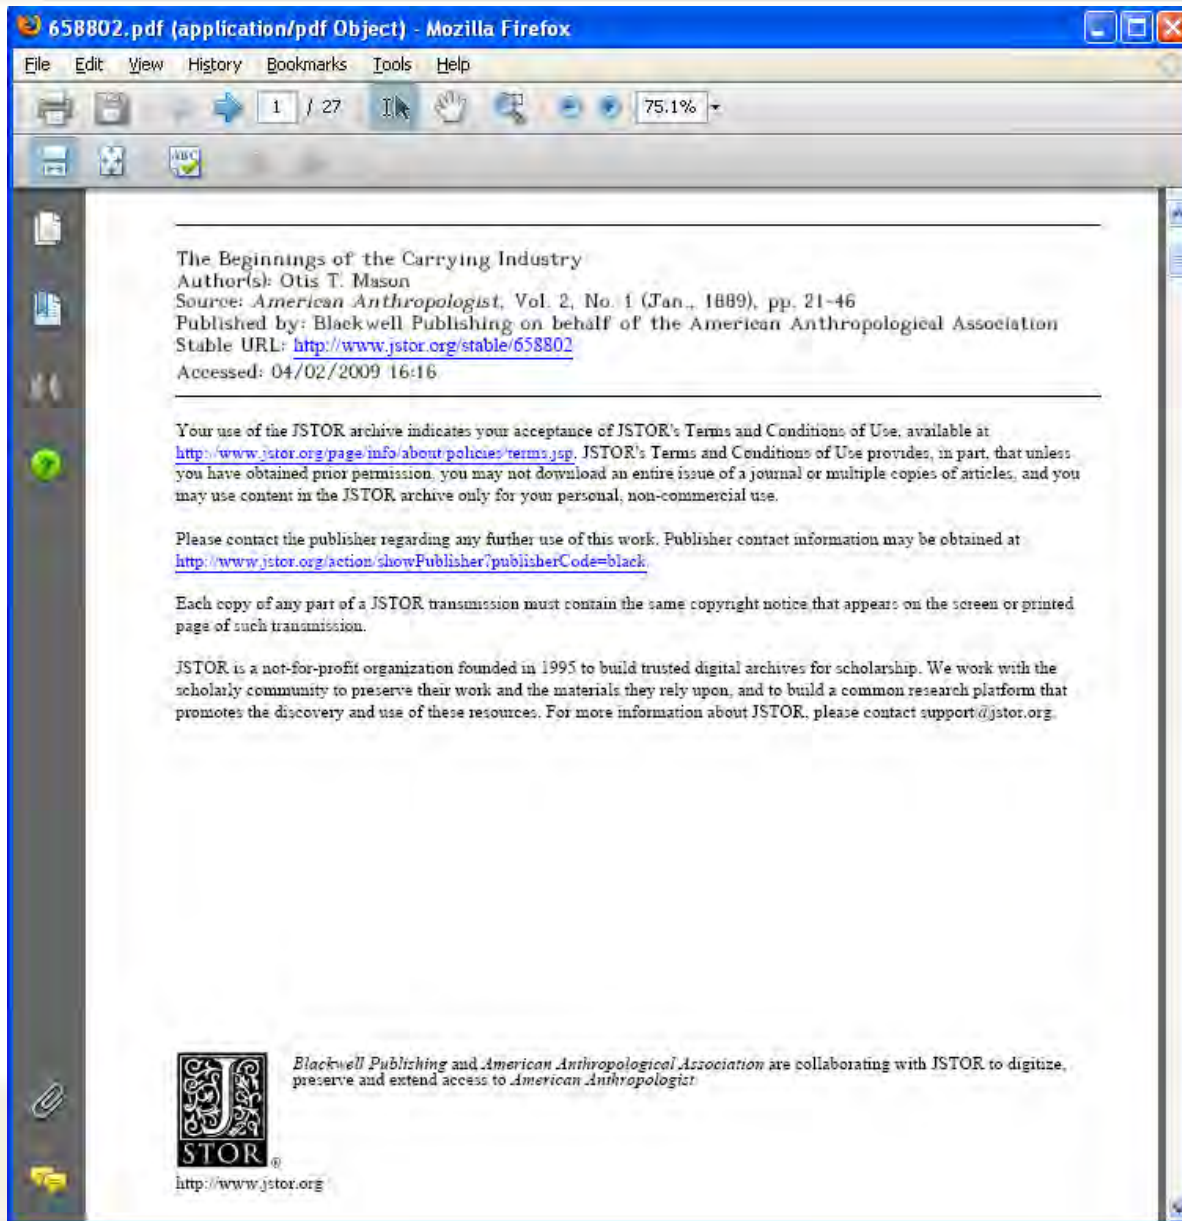 658802.pdf (application/pdf Object) - Mozilla Firefox
File Edit View History Bookmarks Tools Help
1 / 27 75.1%
ABC
The Beginnings of the Carrying Industry
Author(s): Otis T. Mason
Source: American Anthropologist, Vol. 2, No. 1 (Jan., 1889), pp. 21-46
Published by: Blackwell Publishing on behalf of the American Anthropological Association
Stable URL: http://www.jstor.org/stable/658802
Accessed: 04/02/2009 16:16
Your use of the JSTOR archive indicates your acceptance of JSTOR's Terms and Conditions of Use, available at
http://www.jstor.org/page/info/about/policies/terms.jsp. JSTOR's Terms and Conditions of Use provides, in part, that unless
you have obtained prior permission, you may not download an entire issue of a journal or multiple copies of articles, and you
may use content in the JSTOR archive only for your personal, non-commercial use.
Please contact the publisher regarding any further use of this work. Publisher contact information may be obtained at
http://www.jstor.org/action/showPublisher?publisherCode=black.
Each copy of any part of a JSTOR transmission must contain the same copyright notice that appears on the screen or printed
page of such transmission.
JSTOR is a not-for-profit organization founded in 1995 to build trusted digital archives for scholarship. We work with the
scholarly community to preserve their work and the materials they rely upon, and to build a common research platform that
promotes the discovery and use of these resources. For more information about JSTOR, please contact support@jstor.org.
Blackwell Publishing and American Anthropological Association are collaborating with JSTOR to digitize,
preserve and extend access to American Anthropologist
J
STOR ®
http://www.jstor.org